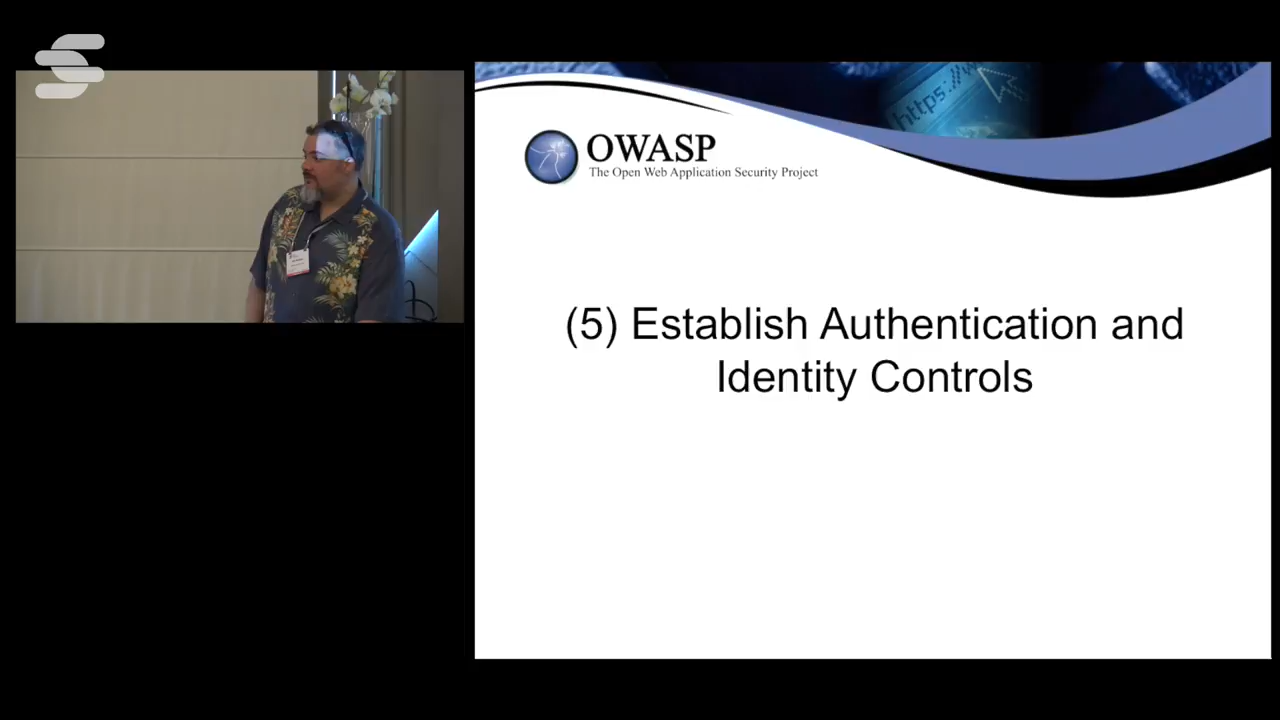 https://w
OWASP
The Open Web Application Security Project
(5) Establish Authentication and
Identity Controls